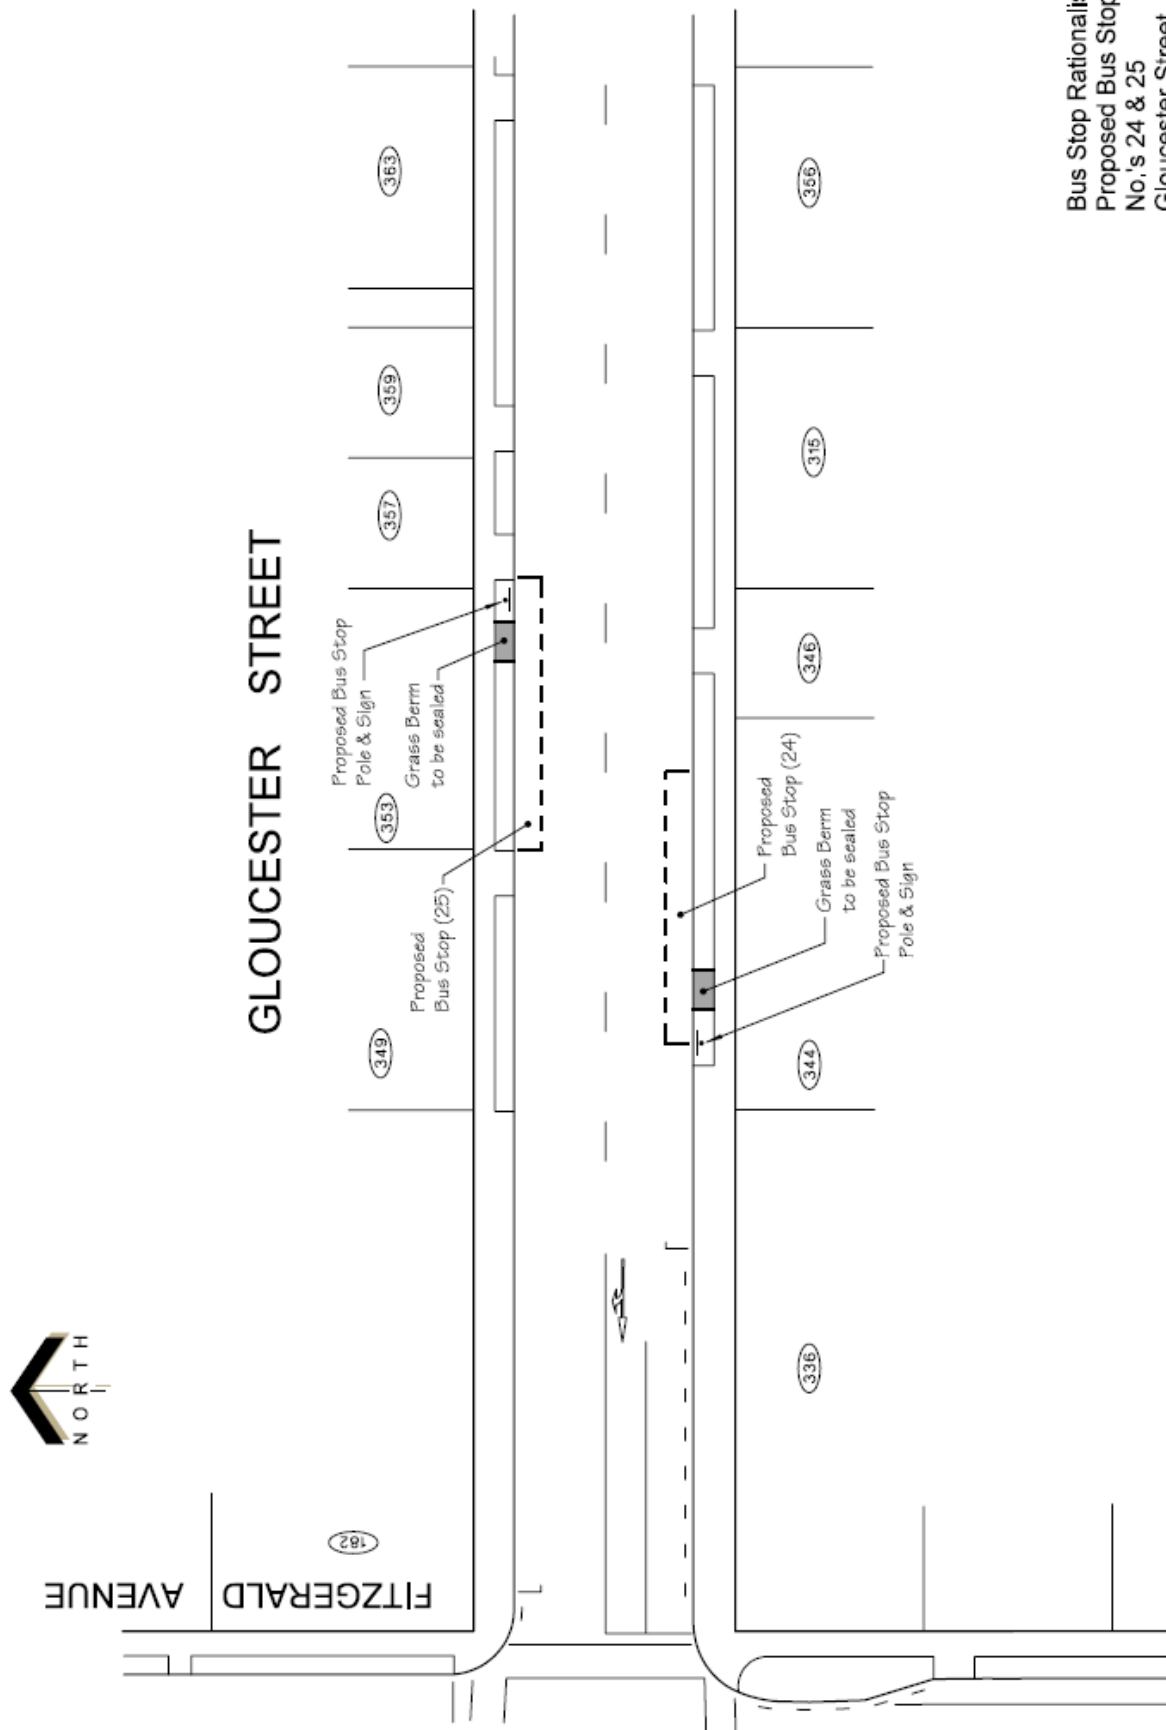 GLOUCESTER STREET
363
359
357
353
349
Proposed Bus Stop
Pole & Sign
Grass Berm
to be sealed
Proposed
Bus Stop (25)
Proposed
Bus Stop (24)
Grass Berm
to be sealed
Proposed Bus Stop
Pole & Sign
356
315
346
344
336
182
FITZGERALD
AVENUE
NORTH
Bus Stop
Proposed Bus Stop
No,'s 24 & 25
Gloucester Street